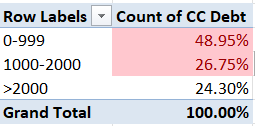 Row Labels Count of CC Debt
0-999 48.95%
1000-2000 26.75%
>2000 24.30%
Grand Total 100.00%